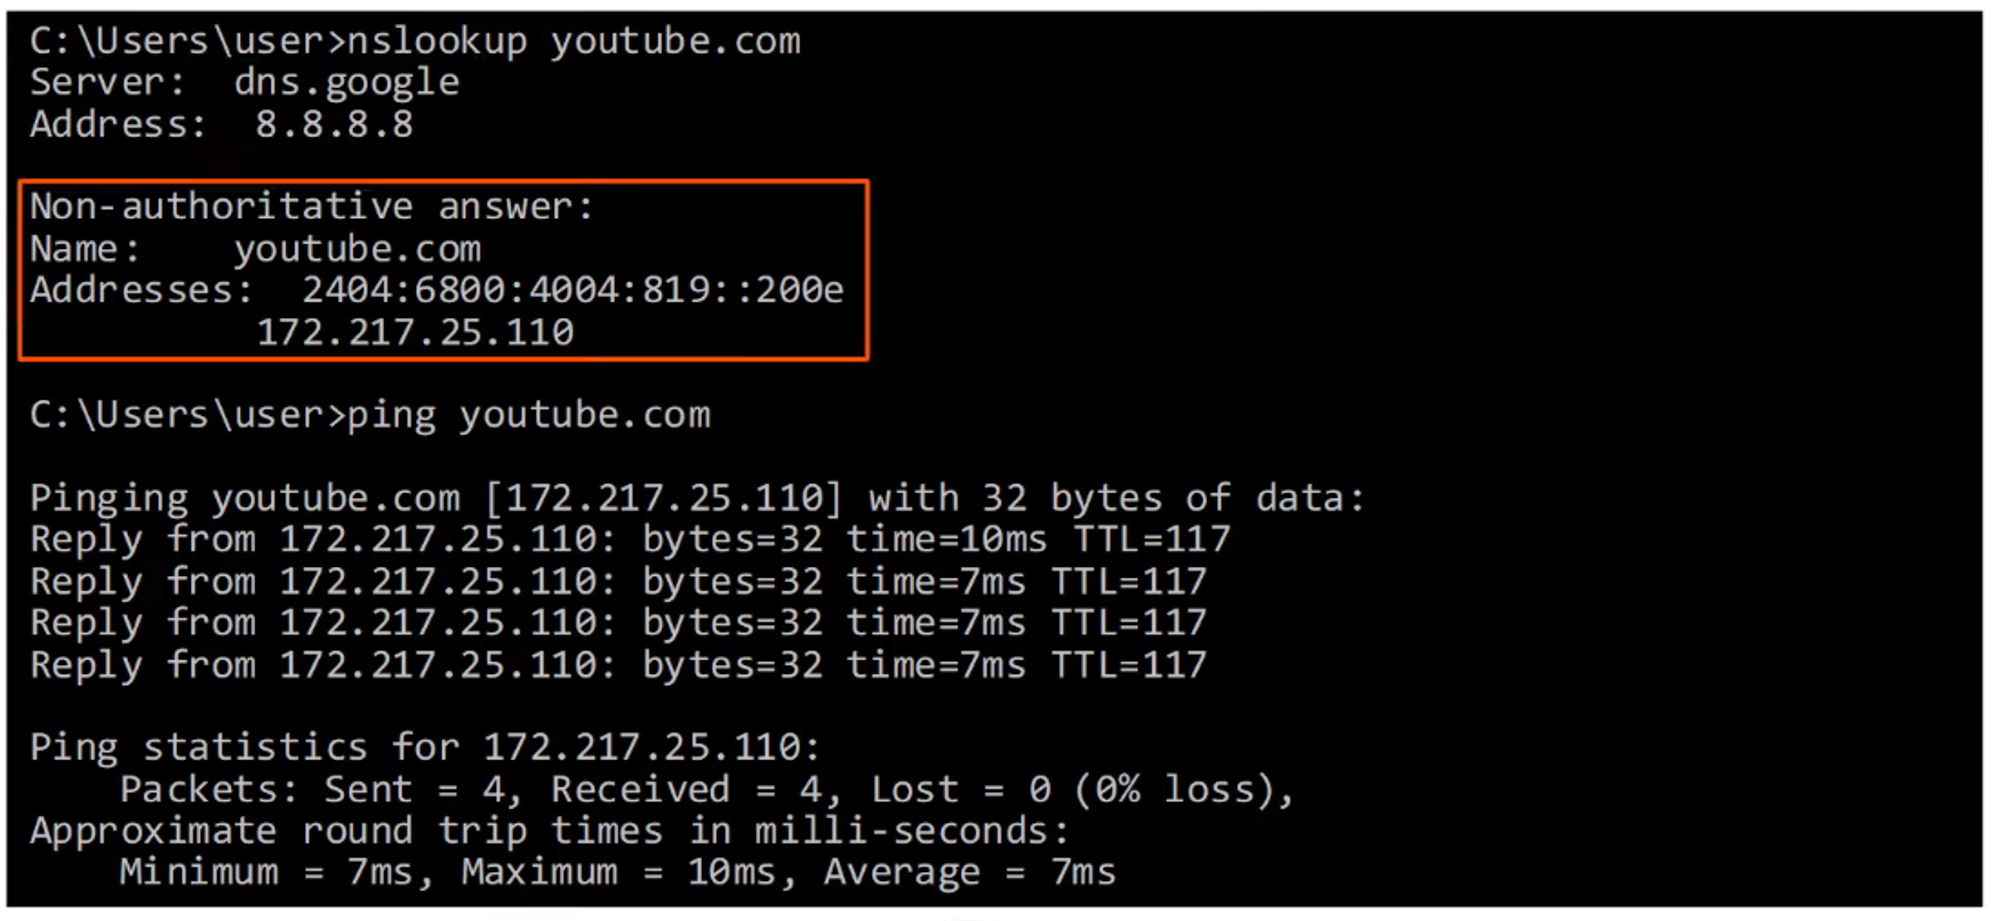 C:\Users\user>nslookup youtube.com
Server:  dns.google
Address:  8.8.8.8
Non-authoritative answer:
Name:    youtube.com
Addresses:  2404:6800:4004:819::200e
          172.217.25.110
C:\Users\user>ping youtube.com
Pinging youtube.com [172.217.25.110] with 32 bytes of data:
Reply from 172.217.25.110: bytes=32 time=10ms TTL=117
Reply from 172.217.25.110: bytes=32 time=7ms TTL=117
Reply from 172.217.25.110: bytes=32 time=7ms TTL=117
Reply from 172.217.25.110: bytes=32 time=7ms TTL=117
Ping statistics for 172.217.25.110:
    Packets: Sent = 4, Received = 4, Lost = 0 (0% loss),
Approximate round trip times in milli-seconds:
    Minimum = 7ms, Maximum = 10ms, Average = 7ms